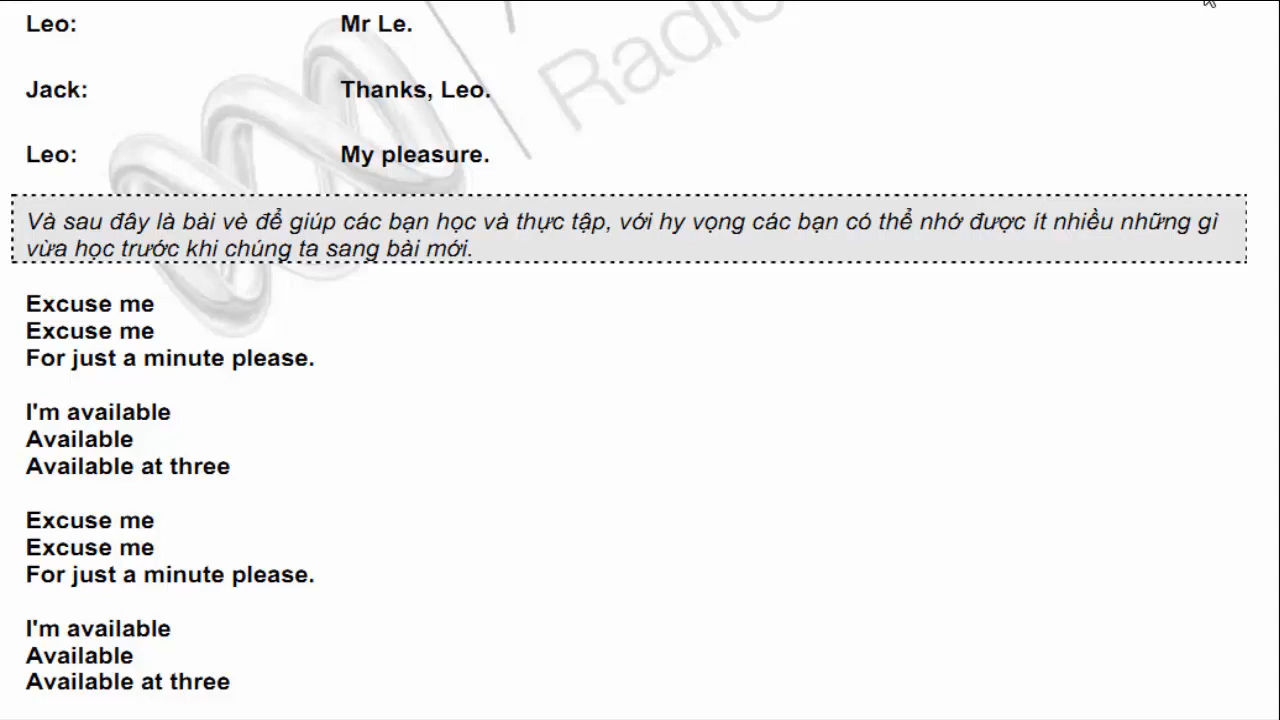 Leo: Mr Le.
Radio
Jack: Thanks, Leo.
Leo: My pleasure.
Và sau đây là bài vè để giúp các bạn học và thực tập, với hy vọng các bạn có thể nhớ được ít nhiều những gì
vừa học trước khi chúng ta sang bài mới.
Excuse me
Excuse me
For just a minute please.
I'm available
Available
Available at three
Excuse me
Excuse me
For just a minute please.
I'm available
Available
Available at three